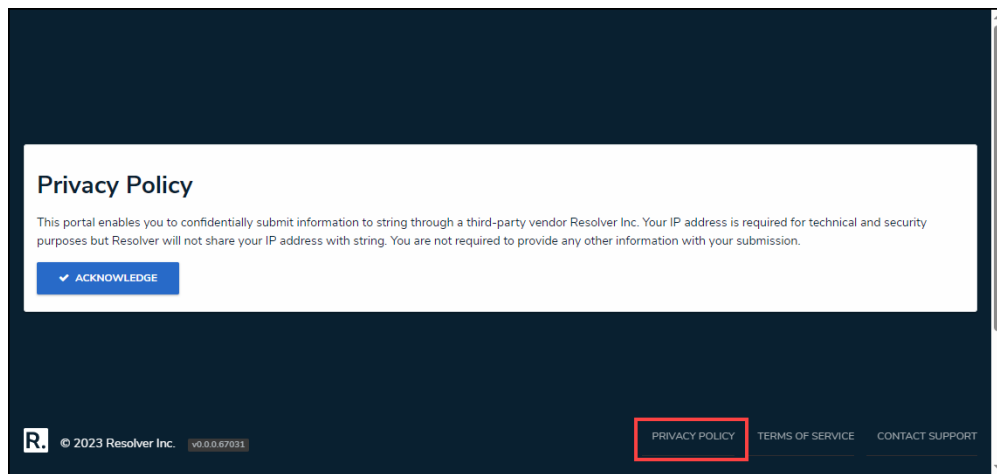 Privacy Policy
This portal enables you to confidentially submit information to string through a third-party vendor Resolver Inc. Your IP address is required for technical and security
purposes but Resolver will not share your IP address with string. You are not required to provide any other information with your submission.
✔ ACKNOWLEDGE
R. © 2023 Resolver Inc. v0.0.0.67031 PRIVACY POLICY TERMS OF SERVICE CONTACT SUPPORT